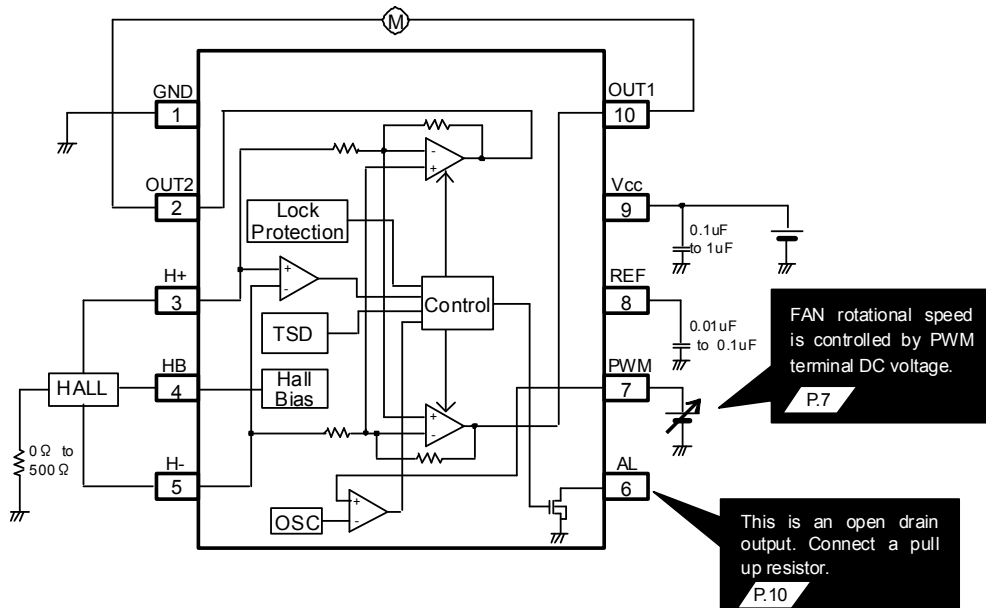 M
GND
1
OUT2
2
H+
3
HALL
HB
4
0Ω to
500Ω
H-
5
Lock
Protection
+
-
TSD
Hall
Bias
OSC
+
-
-
+
Control
+
-
OUT1
10
Vcc
9
0.1uF
to 1uF
REF
8
0.01uF
to 0.1uF
PWM
7
AL
6
FAN rotational speed
is controlled by PWM
terminal DC voltage.
P.7
This is an open drain
output. Connect a pull
up resistor.
P.10